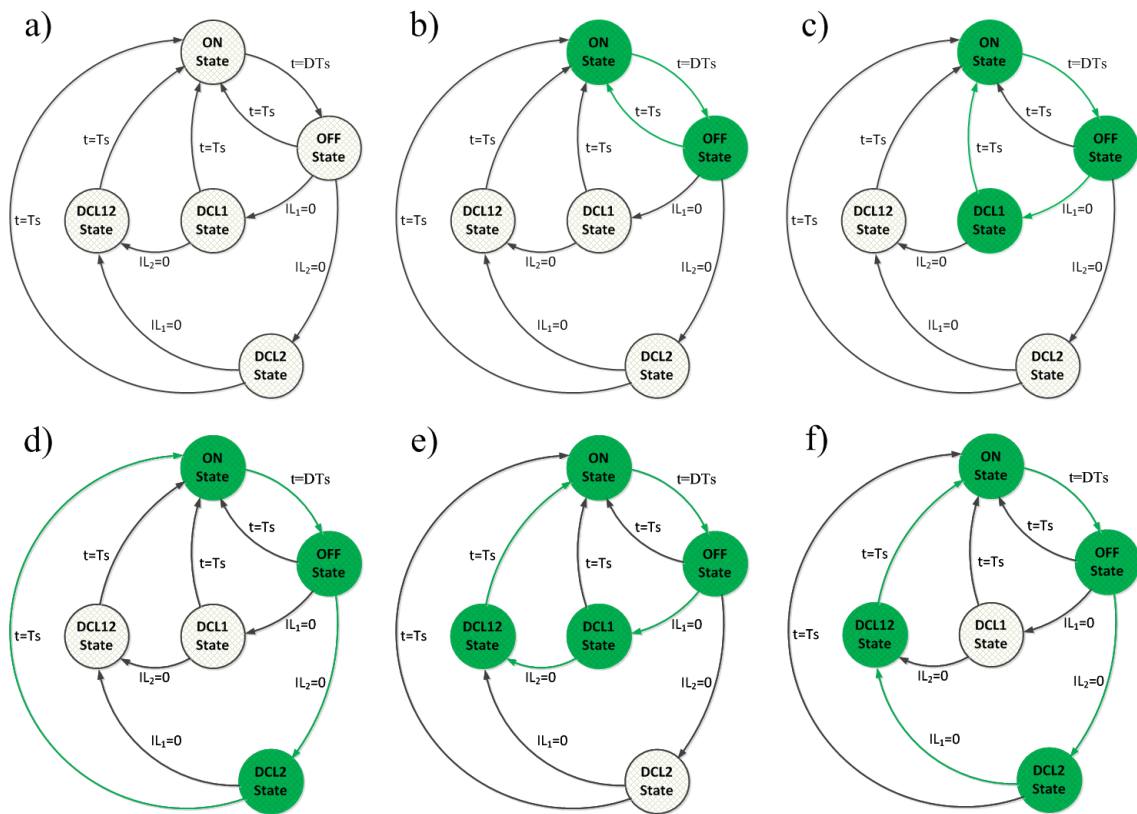 a)
ON
State
t=DTs
t=Ts
OFF
State
t=Ts
t=Ts
DCL12
State
DCL1
State
IL₁=0
t=Ts
IL₂=0
IL₂=0
IL₁=0
DCL2
State
b)
ON
State
t=DTs
t=Ts
OFF
State
t=Ts
t=Ts
DCL12
State
DCL1
State
IL₁=0
t=Ts
IL₂=0
IL₂=0
IL₁=0
DCL2
State
c)
ON
State
t=DTs
t=Ts
OFF
State
t=Ts
t=Ts
DCL12
State
DCL1
State
IL₁=0
t=Ts
IL₂=0
IL₂=0
IL₁=0
DCL2
State
d)
ON
State
t=DTs
t=Ts
OFF
State
t=Ts
t=Ts
DCL12
State
DCL1
State
IL₁=0
t=Ts
IL₂=0
IL₂=0
IL₁=0
DCL2
State
e)
ON
State
t=DTs
t=Ts
OFF
State
t=Ts
t=Ts
DCL12
State
DCL1
State
IL₁=0
t=Ts
IL₂=0
IL₂=0
IL₁=0
DCL2
State
f)
ON
State
t=DTs
t=Ts
OFF
State
t=Ts
t=Ts
DCL12
State
DCL1
State
IL₁=0
t=Ts
IL₂=0
IL₂=0
IL₁=0
DCL2
State